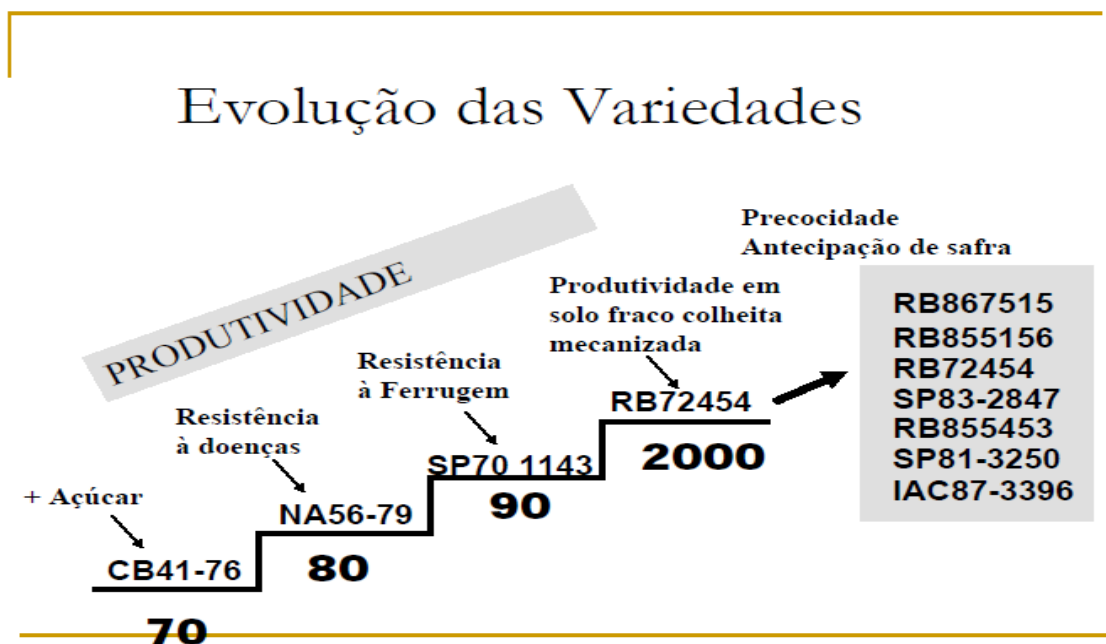 Evolução das Variedades
PRODUTIVIDADE
+ Açúcar
CB41-76
70
Resistência
à doenças
NA56-79
80
Resistência
à Ferrugem
SP70 1143
90
Produtividade em
solo fraco colheita
mecanizada
RB72454
2000
Precocidade
Antecipação de safra
RB867515
RB855156
RB72454
SP83-2847
RB855453
SP81-3250
IAC87-3396